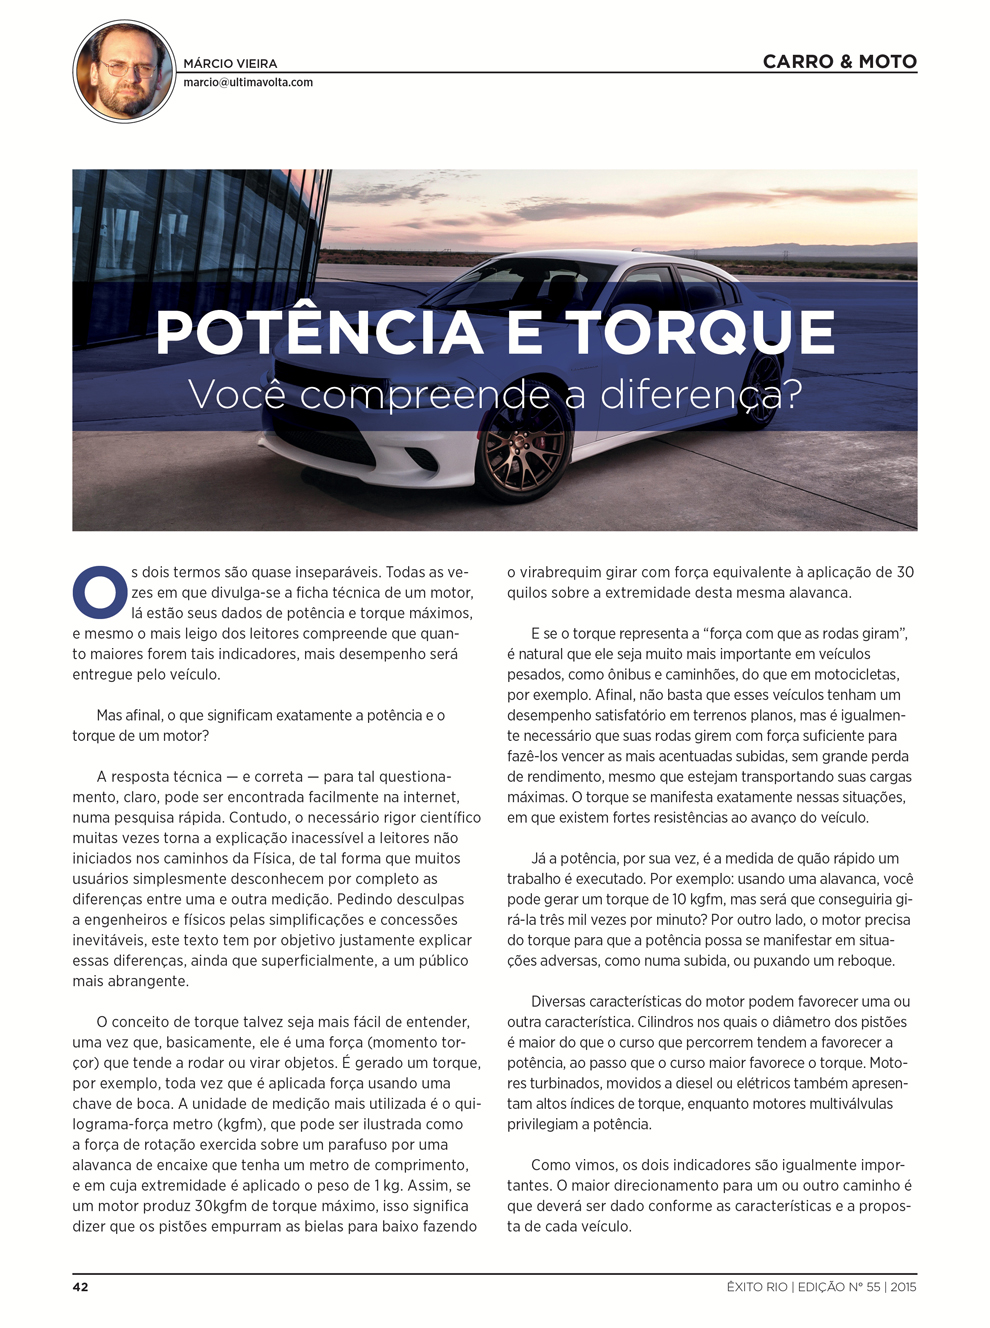 MÁRCIO VIEIRA
marcio@ultimavolta.com
CARRO & MOTO
POTÊNCIA E TORQUE
Você compreende a diferença?
Os dois termos são quase inseparáveis. Todas as ve-
zes em que divulga-se a ficha técnica de um motor,
lá estão seus dados de potência e torque máximos,
e mesmo o mais leigo dos leitores compreende que quan-
to maiores forem tais indicadores, mais desempenho será
entregue pelo veículo.
Mas afinal, o que significam exatamente a potência e o
torque de um motor?
A resposta técnica — e correta — para tal questiona-
mento, claro, pode ser encontrada facilmente na internet,
numa pesquisa rápida. Contudo, o necessário rigor científico
muitas vezes torna a explicação inacessível a leitores não
iniciados nos caminhos da Física, de tal forma que muitos
usuários simplesmente desconhecem por completo as
diferenças entre uma e outra medição. Pedindo desculpas
a engenheiros e físicos pelas simplificações e concessões
inevitáveis, este texto tem por objetivo justamente explicar
essas diferenças, ainda que superficialmente, a um público
mais abrangente.
O conceito de torque talvez seja mais fácil de entender,
uma vez que, basicamente, ele é uma força (momento tor-
çor) que tende a rodar ou virar objetos. É gerado um torque,
por exemplo, toda vez que é aplicada força usando uma
chave de boca. A unidade de medição mais utilizada é o qui-
lograma-força metro (kgfm), que pode ser ilustrada como
a força de rotação exercida sobre um parafuso por uma
alavanca de encaixe que tenha um metro de comprimento,
e em cuja extremidade é aplicado o peso de 1 kg. Assim, se
um motor produz 30kgfm de torque máximo, isso significa
dizer que os pistões empurram as bielas para baixo fazendo
o virabrequim girar com força equivalente à aplicação de 30
quilos sobre a extremidade desta mesma alavanca.
E se o torque representa a “força com que as rodas giram”,
é natural que ele seja muito mais importante em veículos
pesados, como ônibus e caminhões, do que em motocicletas,
por exemplo. Afinal, não basta que esses veículos tenham um
desempenho satisfatório em terrenos planos, mas é igualmen-
te necessário que suas rodas girem com força suficiente para
fazê-los vencer as mais acentuadas subidas, sem grande perda
de rendimento, mesmo que estejam transportando suas cargas
máximas. O torque se manifesta exatamente nessas situações,
em que existem fortes resistências ao avanço do veículo.
Já a potência, por sua vez, é a medida de quão rápido um
trabalho é executado. Por exemplo: usando uma alavanca, você
pode gerar um torque de 10 kgfm, mas será que conseguiria gi-
rá-la três mil vezes por minuto? Por outro lado, o motor precisa
do torque para que a potência possa se manifestar em situa-
ções adversas, como numa subida, ou puxando um reboque.
Diversas características do motor podem favorecer uma ou
outra característica. Cilindros nos quais o diâmetro dos pistões
é maior do que o curso que percorrem tendem a favorecer a
potência, ao passo que o curso maior favorece o torque. Moto-
res turbinados, movidos a diesel ou elétricos também apresen-
tam altos índices de torque, enquanto motores multiválvulas
privilegiam a potência.
Como vimos, os dois indicadores são igualmente impor-
tantes. O maior direcionamento para um ou outro caminho é
que deverá ser dado conforme as características e a propos-
ta de cada veículo.
42
ÊXITO RIO | EDIÇÃO Nº 55 | 2015